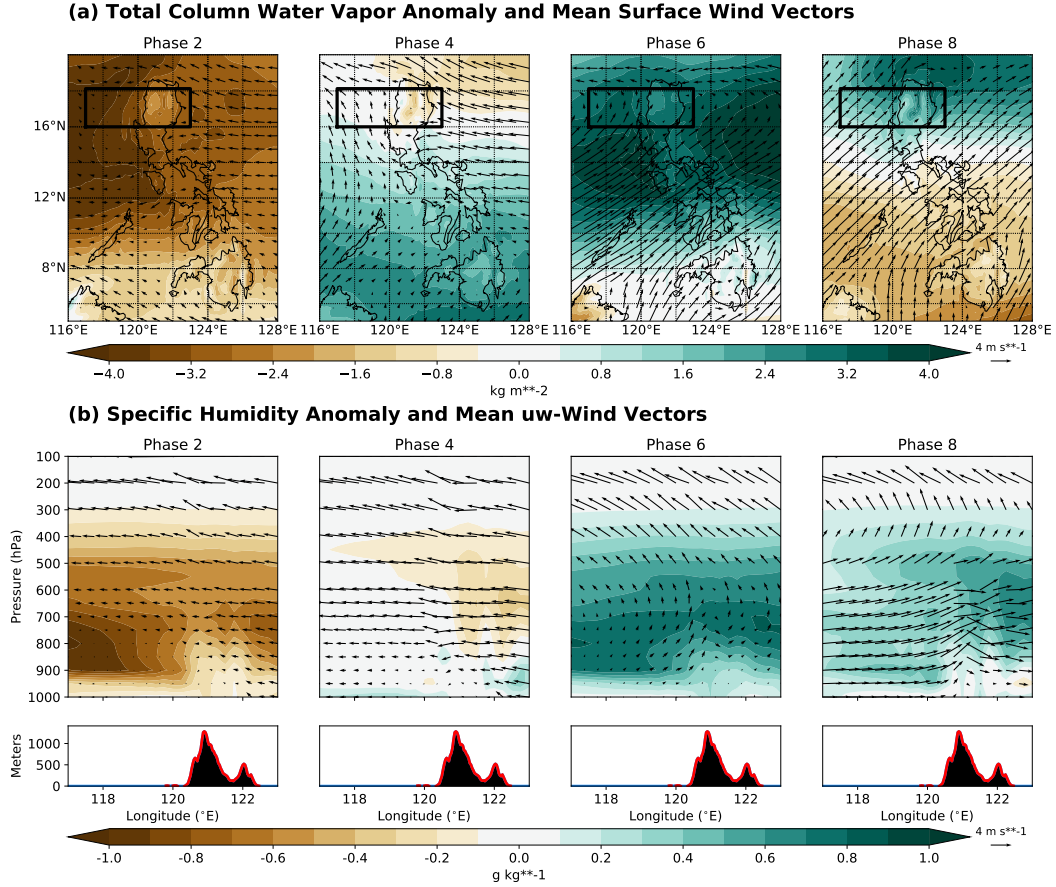 (a) Total Column Water Vapor Anomaly and Mean Surface Wind Vectors
Phase 2 Phase 4 Phase 6 Phase 8
16°N
12°N
8°N
116°E 120°E 124°E 128°E 116°E 120°E 124°E 128°E 116°E 120°E 124°E 128°E 116°E 120°E 124°E 128°E
−4.0 −3.2 −2.4 −1.6 −0.8 0.0 0.8 1.6 2.4 3.2 4.0
4 m s**-1
kg m**-2
(b) Specific Humidity Anomaly and Mean uw-Wind Vectors
Phase 2 Phase 4 Phase 6 Phase 8
Pressure (hPa)
100
200
300
400
500
600
700
800
900
1000
Meters
1000
500
0
118 120 122 118 120 122 118 120 122 118 120 122
Longitude (°E) Longitude (°E) Longitude (°E) Longitude (°E)
-1.0 -0.8 -0.6 -0.4 -0.2 0.0 0.2 0.4 0.6 0.8 1.0
4 m s**-1
g kg**-1